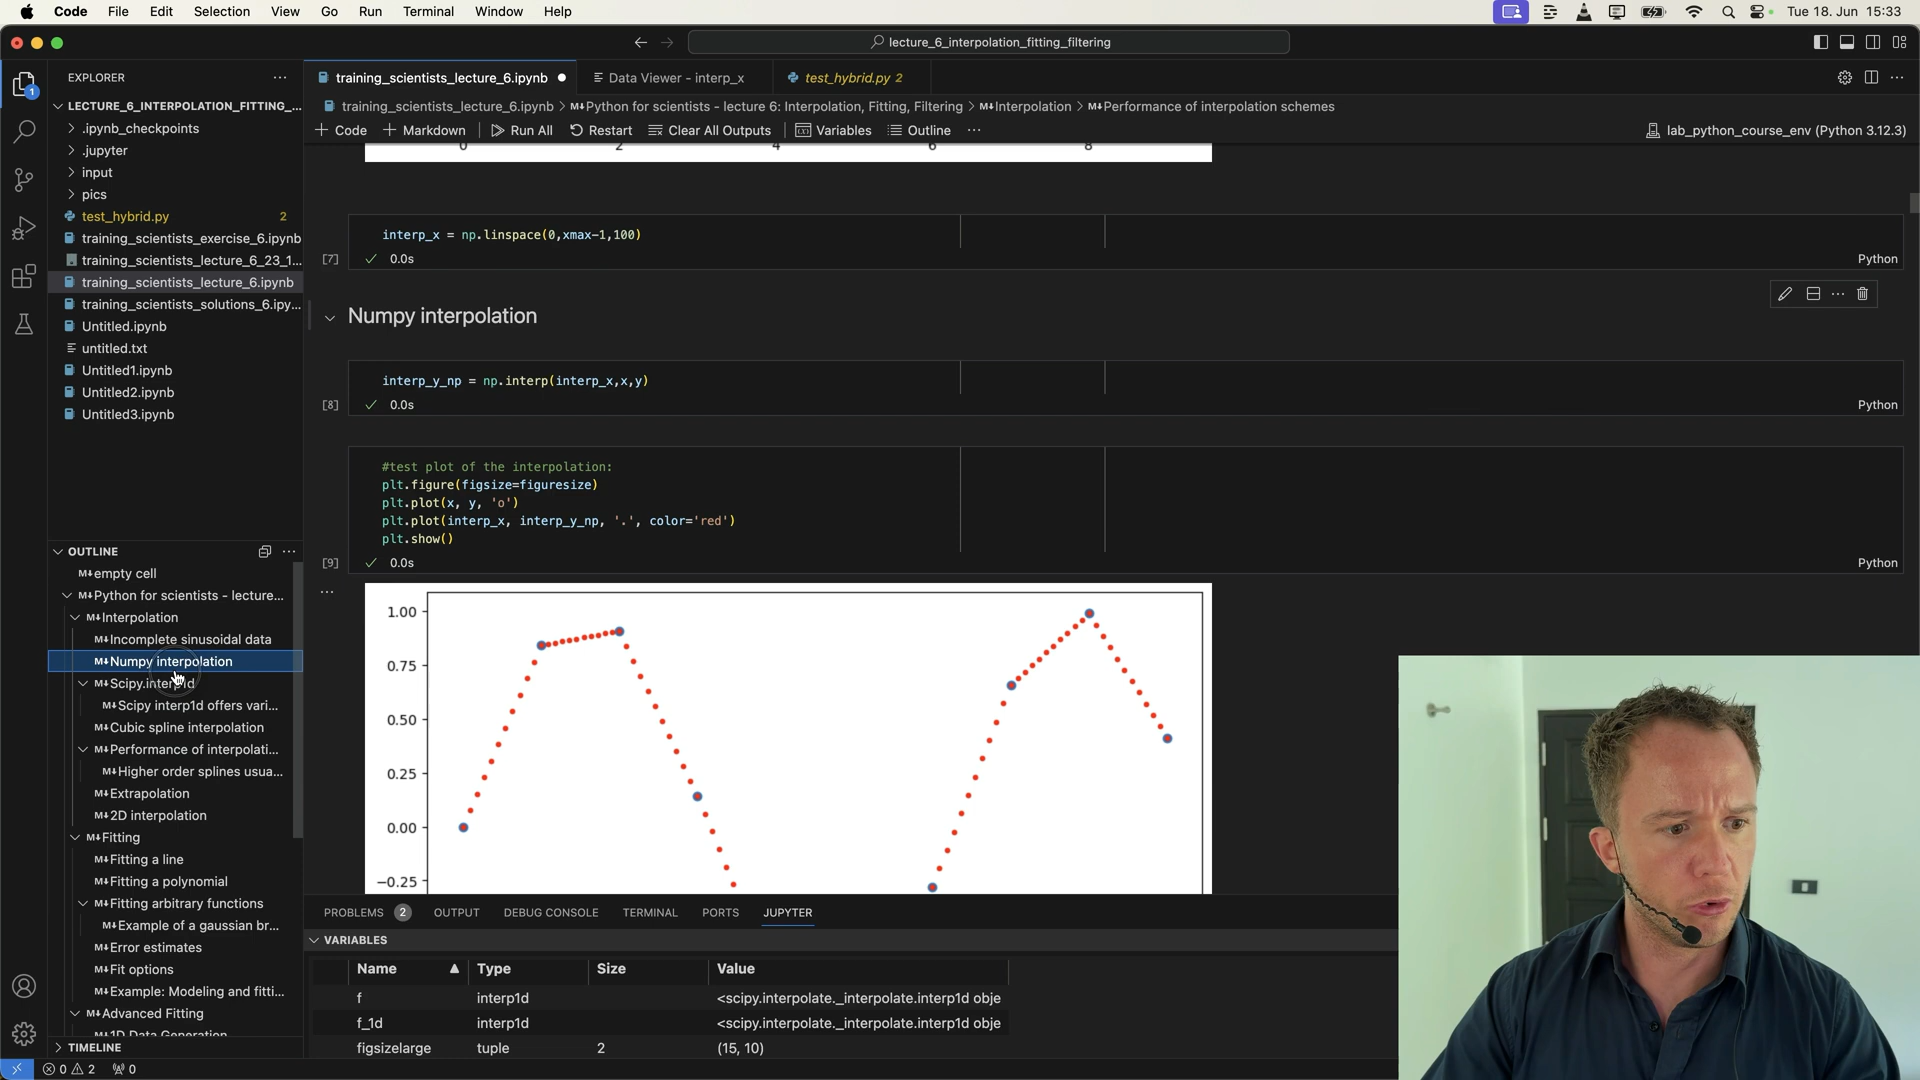 Code File Edit Selection View Go Run Terminal Window Help
Tue 18. Jun 15:33
lecture_6_interpolation_fitting_filtering
EXPLORER
1
LECTURE_6_INTERPOLATION_FITTING_...
.ipynb_checkpoints
.jupyter
input
pics
test_hybrid.py 2
training_scientists_exercise_6.ipynb
training_scientists_lecture_6_23_1...
training_scientists_lecture_6.ipynb
training_scientists_solutions_6.ipy...
Untitled.ipynb
untitled.txt
Untitled1.ipynb
Untitled2.ipynb
Untitled3.ipynb
OUTLINE
M↓empty cell
M↓Python for scientists - lecture...
M↓Interpolation
M↓Incomplete sinusoidal data
M↓Numpy interpolation
M↓Scipy.interp1d
M↓Scipy interp1d offers vari...
M↓Cubic spline interpolation
M↓Performance of interpolati...
M↓Higher order splines usua...
M↓Extrapolation
M↓2D interpolation
M↓Fitting
M↓Fitting a line
M↓Fitting a polynomial
M↓Fitting arbitrary functions
M↓Example of a gaussian br...
M↓Error estimates
M↓Fit options
M↓Example: Modeling and fitti...
M↓Advanced Fitting
M↓1D Data Generation
TIMELINE
0 2 0
training_scientists_lecture_6.ipynb Data Viewer - interp_x test_hybrid.py 2
training_scientists_lecture_6.ipynb > M↓Python for scientists - lecture 6: Interpolation, Fitting, Filtering > M↓Interpolation > M↓Performance of interpolation schemes
+ Code + Markdown Run All Restart Clear All Outputs Variables Outline ...
lab_python_course_env (Python 3.12.3)
0 2 4 6 8
interp_x = np.linspace(0,xmax-1,100)
[7] 0.0s Python
Numpy interpolation
interp_y_np = np.interp(interp_x,x,y)
[8] 0.0s Python
#test plot of the interpolation:
plt.figure(figsize=figuresize)
plt.plot(x, y, 'o')
plt.plot(interp_x, interp_y_np, '.', color='red')
plt.show()
[9] 0.0s Python
1.00
0.75
0.50
0.25
0.00
−0.25
PROBLEMS 2 OUTPUT DEBUG CONSOLE TERMINAL PORTS JUPYTER
VARIABLES
Name Type Size Value
f interp1d <scipy.interpolate._interpolate.interp1d obje
f_1d interp1d <scipy.interpolate._interpolate.interp1d obje
figsizelarge tuple 2 (15, 10)